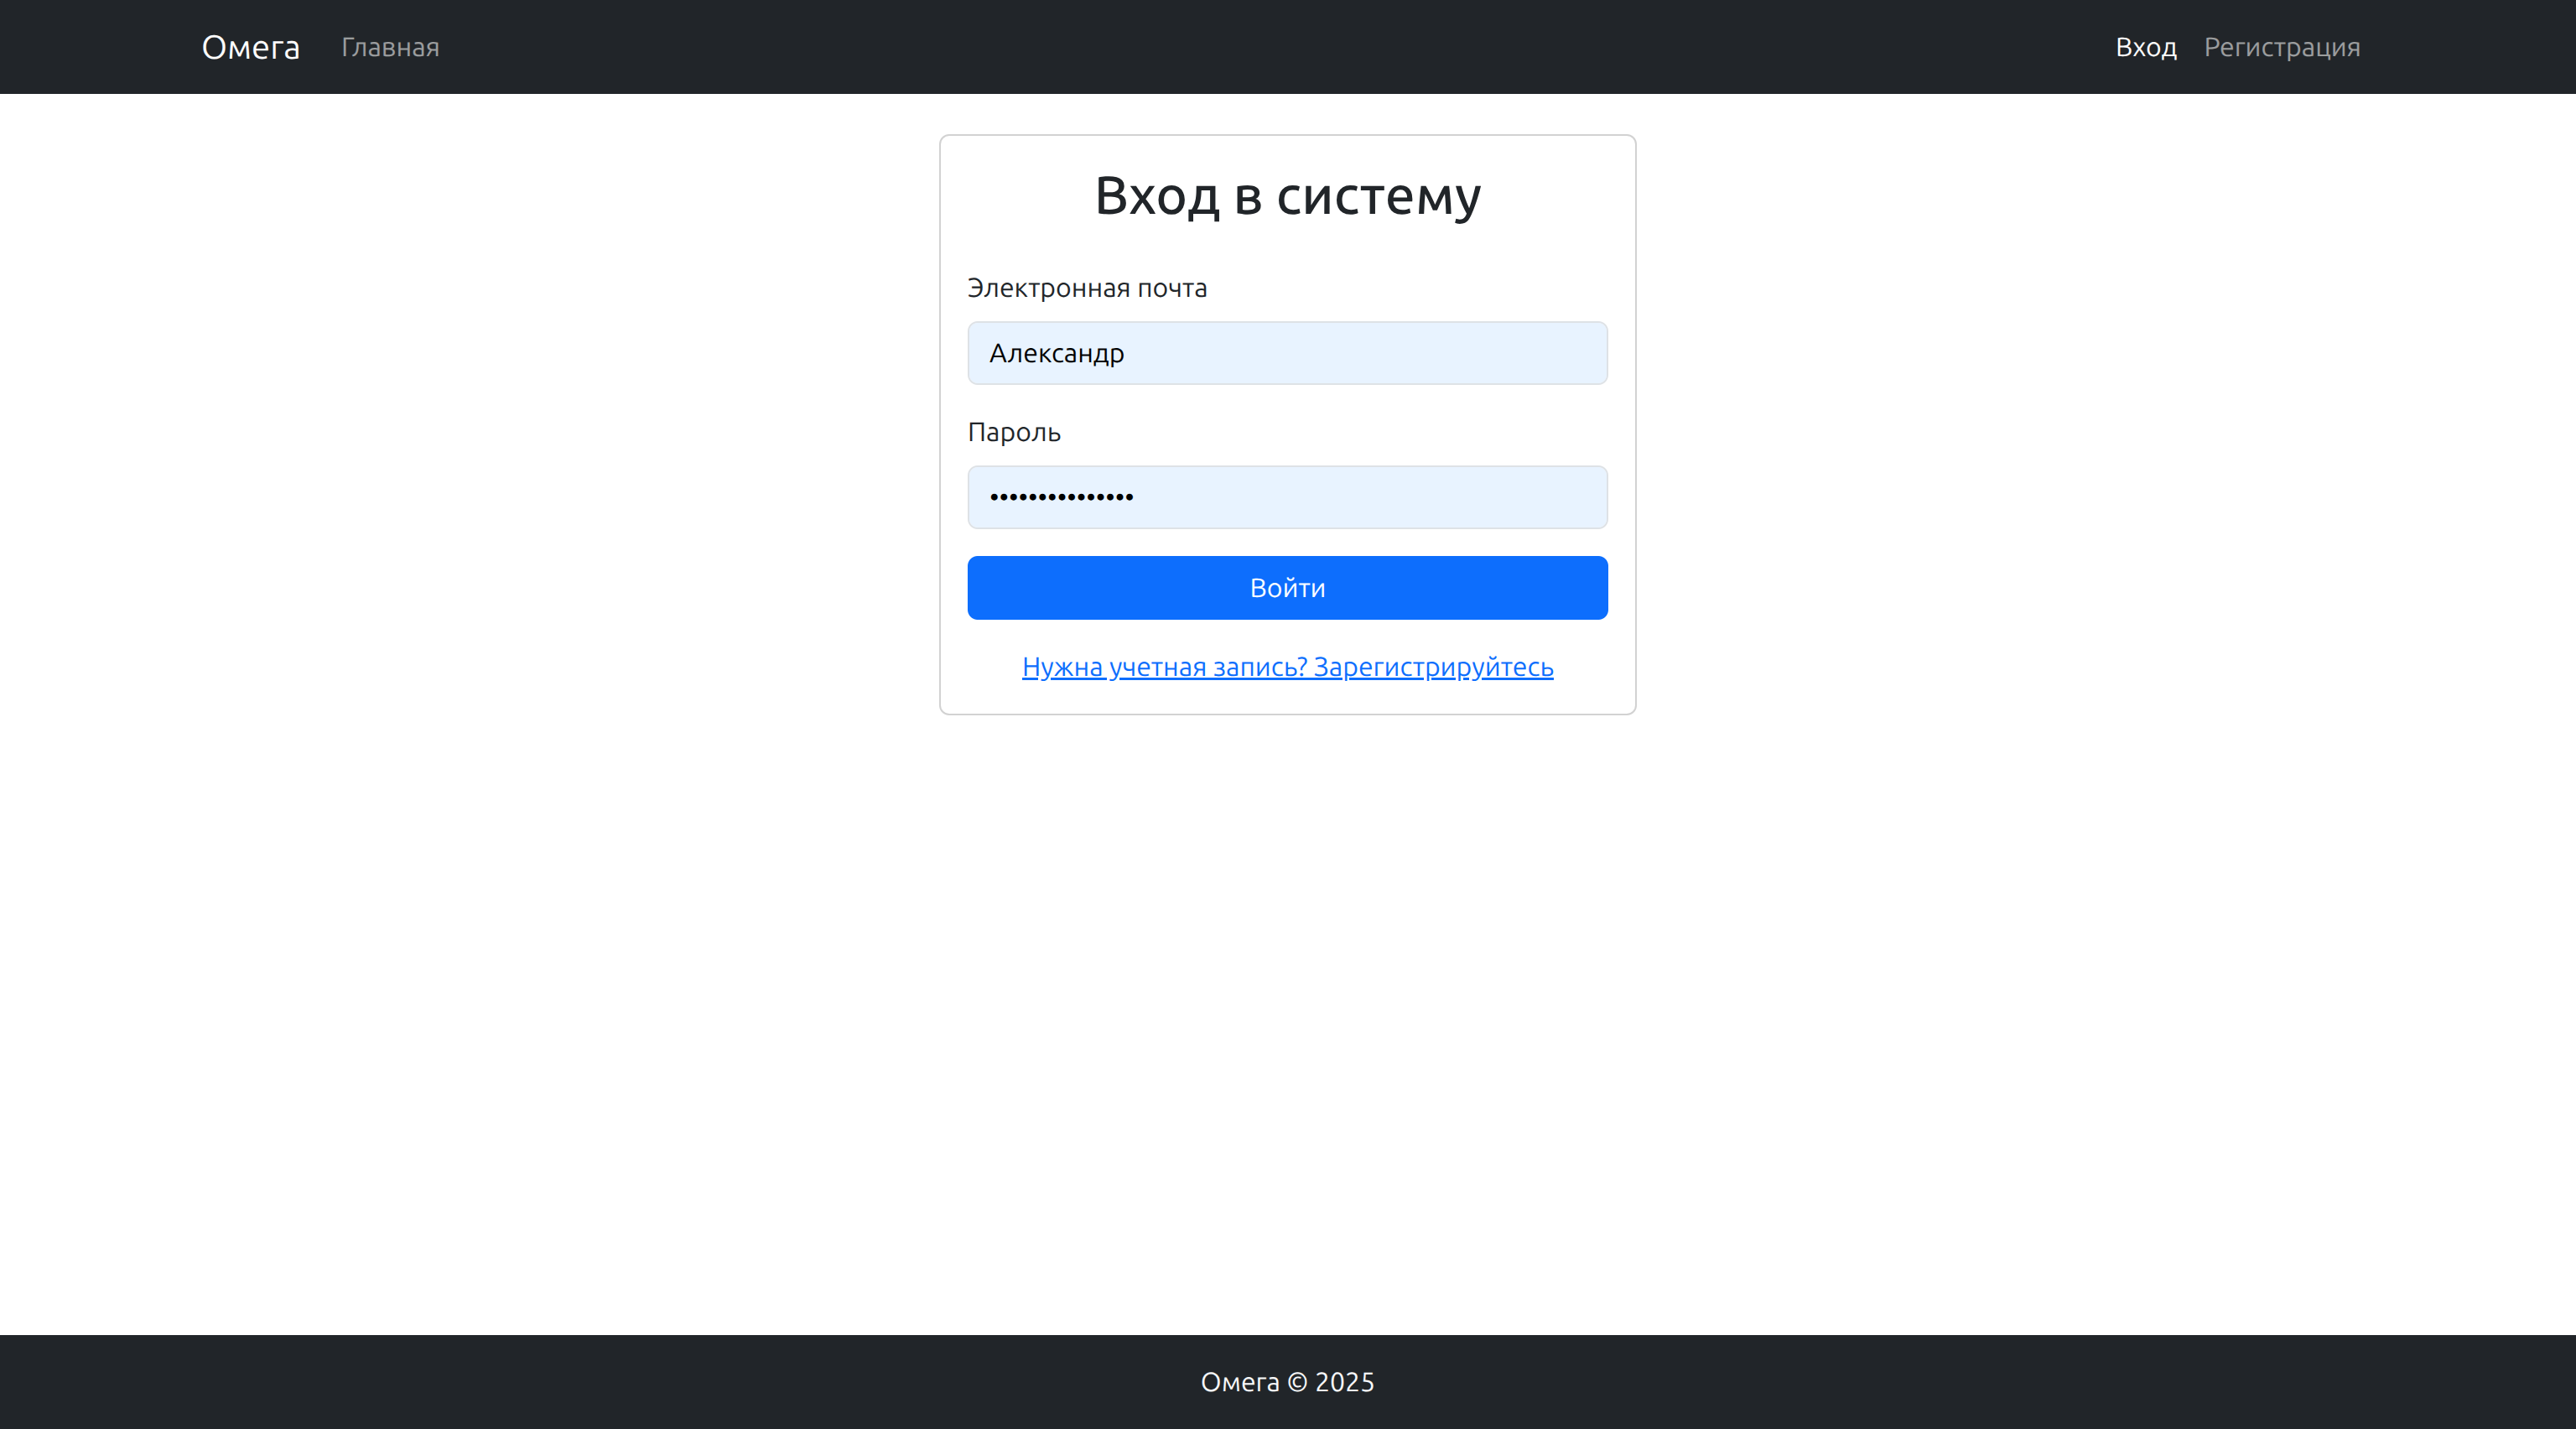 Омега Главная Вход Регистрация
Вход в систему
Электронная почта
Александр
Пароль
•••••••••••••••
Войти
Нужна учетная запись? Зарегистрируйтесь
Омега © 2025